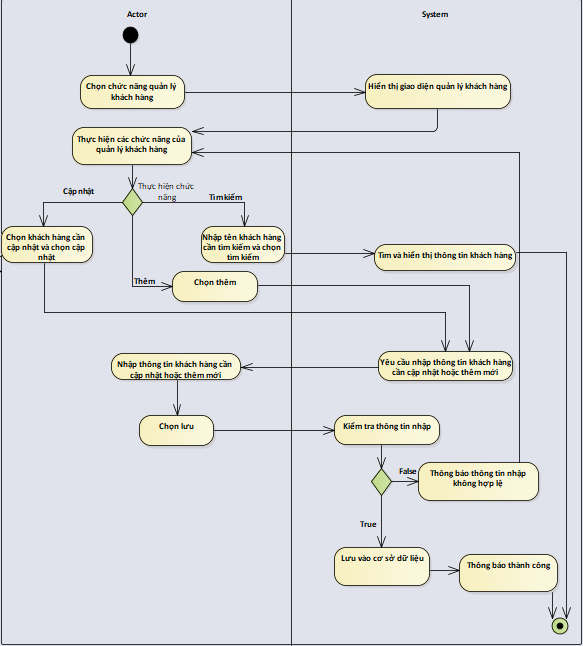 Actor
System
Chọn chức năng quản lý
khách hàng
Hiển thị giao diện quản lý khách hàng
Thực hiện các chức năng của
quản lý khách hàng
Cập nhật
Thực hiện chức
năng
Tìm kiếm
Chọn khách hàng cần
cập nhật và chọn cập
nhật
Nhập tên khách hàng
cần tìm kiếm và chọn
tìm kiếm
Tìm và hiển thị thông tin khách hàng
Thêm
Chọn thêm
Nhập thông tin khách hàng cần
cập nhật hoặc thêm mới
Yêu cầu nhập thông tin khách hàng
cần cập nhật hoặc thêm mới
Chọn lưu
Kiểm tra thông tin nhập
False
Thông báo thông tin nhập
không hợp lệ
True
Lưu vào cơ sở dữ liệu
Thông báo thành công